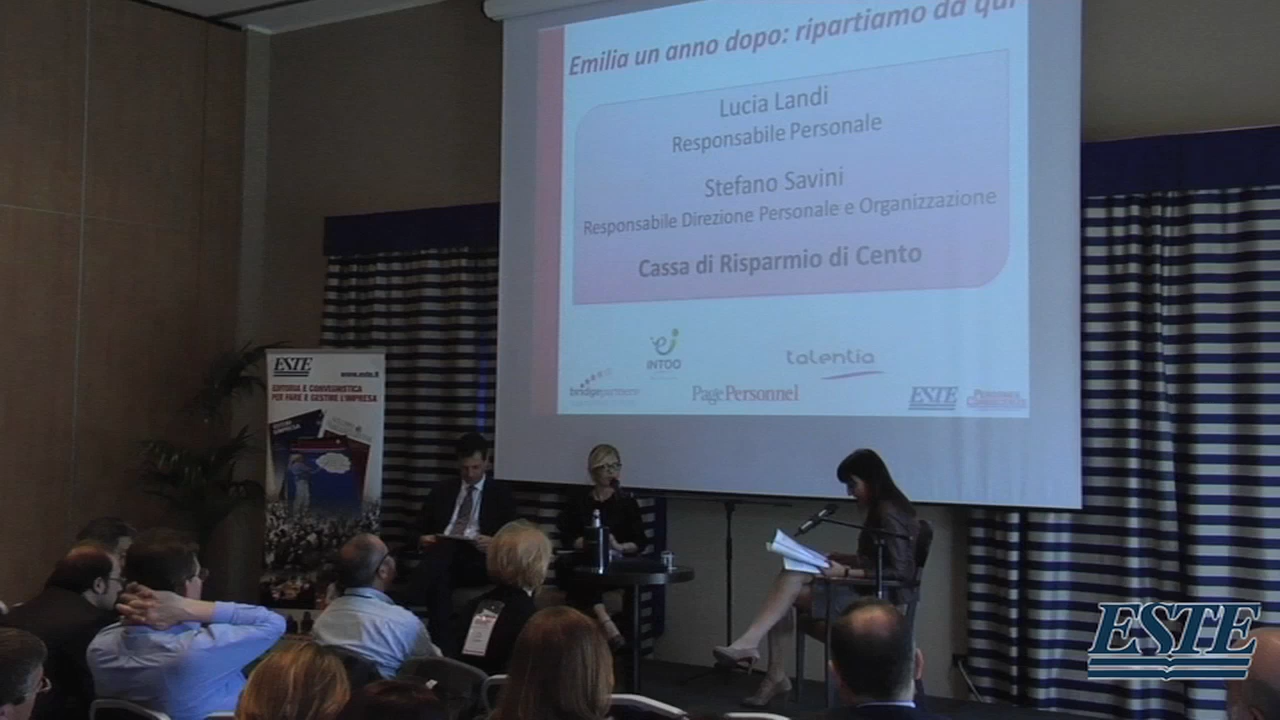 Emilia un anno dopo: ripartiamo da qui
Lucia Landi
Responsabile Personale
Stefano Savini
Responsabile Direzione Personale e Organizzazione
Cassa di Risparmio di Cento
INTOO
talentia
bridgepartners
PagePersonnel
ESTE
ESTE
www.este.it
EDITORIA E CONVEGNISTICA
PER FARE E GESTIRE L'IMPRESA
ESTE